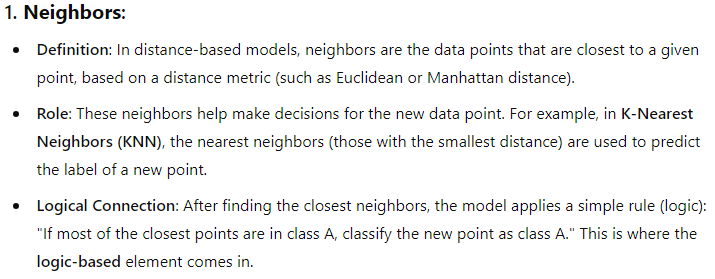 1. Neighbors:
• Definition: In distance-based models, neighbors are the data points that are closest to a given
point, based on a distance metric (such as Euclidean or Manhattan distance).
• Role: These neighbors help make decisions for the new data point. For example, in K-Nearest
Neighbors (KNN), the nearest neighbors (those with the smallest distance) are used to predict
the label of a new point.
• Logical Connection: After finding the closest neighbors, the model applies a simple rule (logic):
"If most of the closest points are in class A, classify the new point as class A." This is where the
logic-based element comes in.